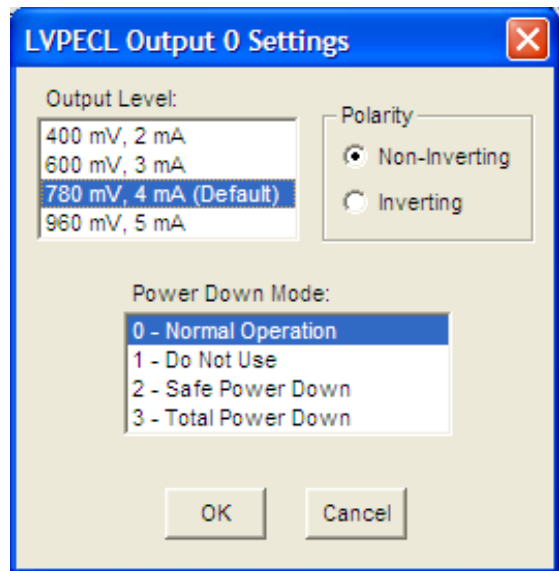 LVPECL Output 0 Settings
Output Level:
400 mV, 2 mA
600 mV, 3 mA
780 mV, 4 mA (Default)
960 mV, 5 mA
Polarity
Non-Inverting
Inverting
Power Down Mode:
0 - Normal Operation
1 - Do Not Use
2 - Safe Power Down
3 - Total Power Down
OK
Cancel